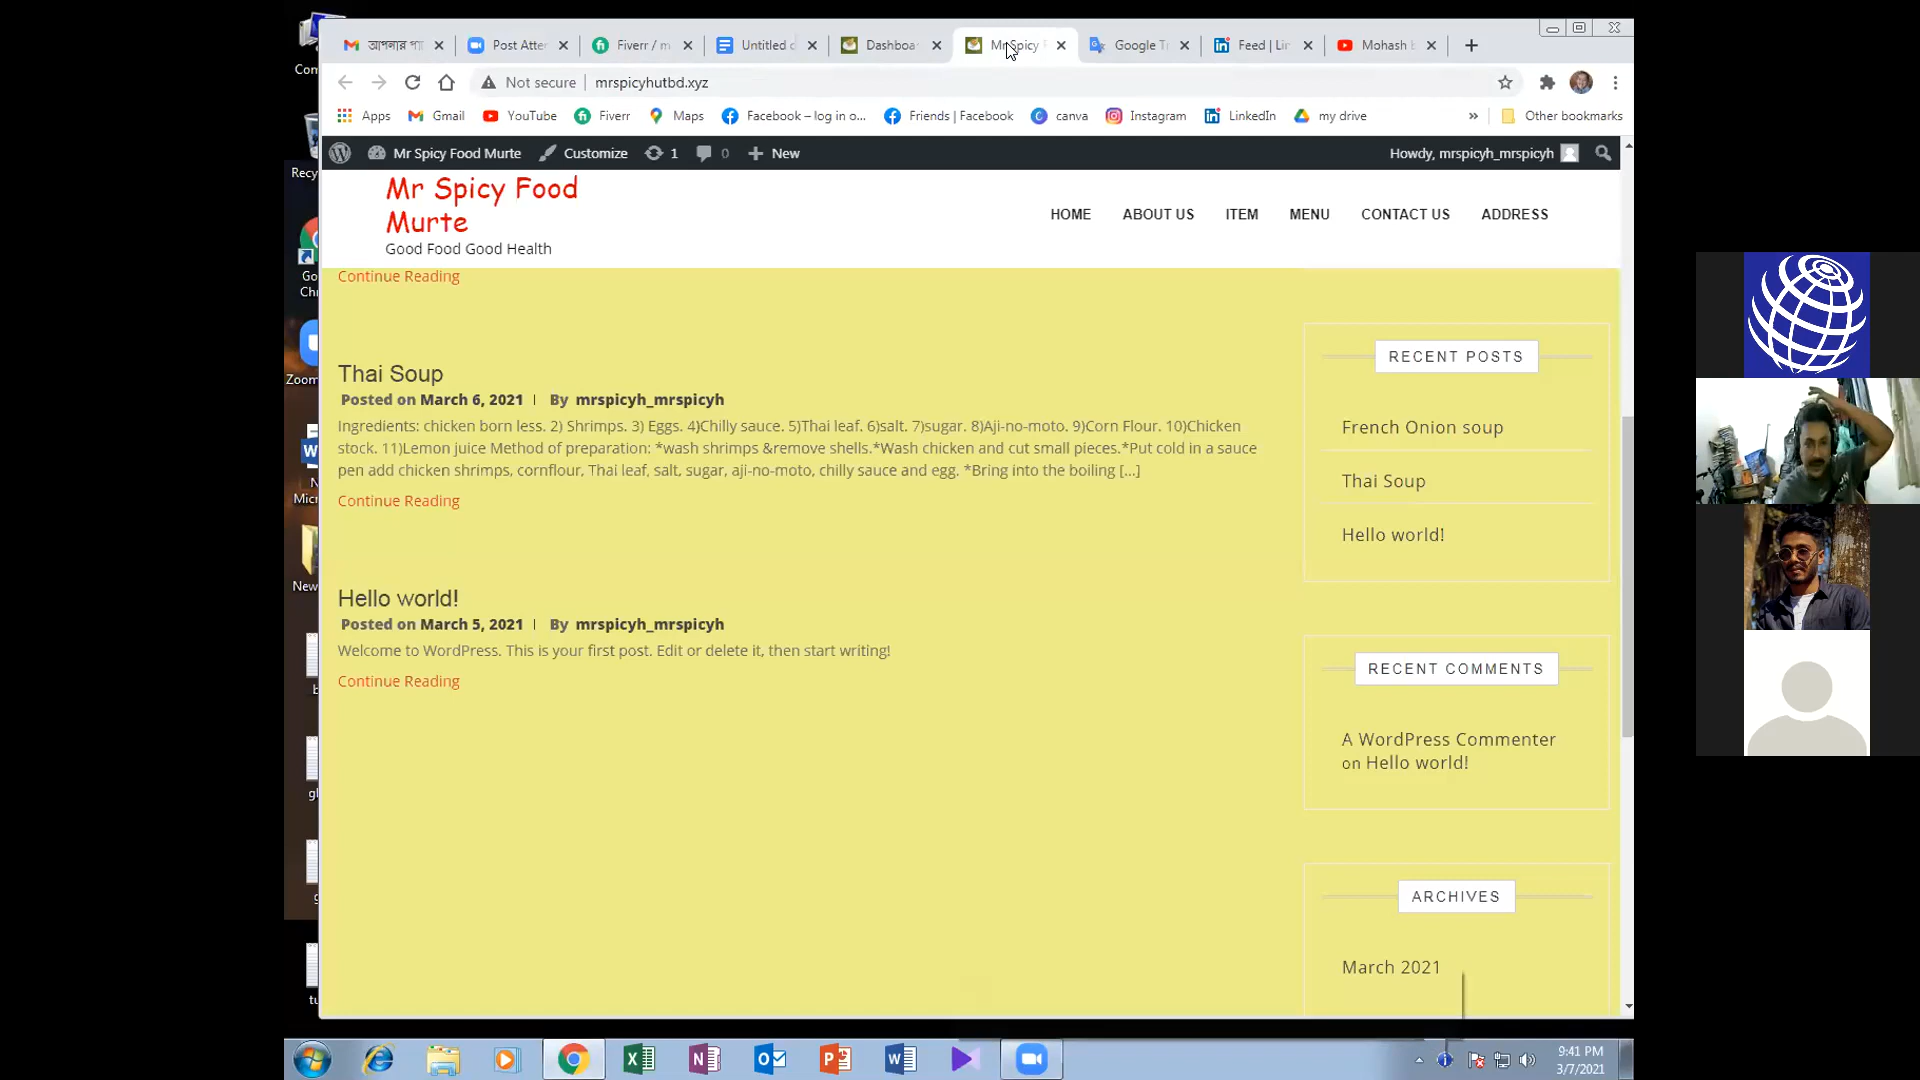 Com
আপনার পা
Post Atte
Fiverr / m
Untitled
Dashboa
MrSpicy
Google T
Feed | Li
Mohash
Not secure
mrspicyhutbd.xyz
Apps
Gmail
YouTube
Fiverr
Maps
Facebook – log in o...
Friends | Facebook
canva
Instagram
LinkedIn
my drive
»
Other bookmarks
Mr Spicy Food Murte
Customize
1
0
New
Howdy, mrspicyh_mrspicyh
Recy
Mr Spicy Food
Murte
Good Food Good Health
HOME
ABOUT US
ITEM
MENU
CONTACT US
ADDRESS
Go
Chr
Continue Reading
Thai Soup
Posted on March 6, 2021 | By mrspicyh_mrspicyh
Ingredients: chicken born less. 2) Shrimps. 3) Eggs. 4)Chilly sauce. 5)Thai leaf. 6)salt. 7)sugar. 8)Aji-no-moto. 9)Corn Flour. 10)Chicken
stock. 11)Lemon juice Method of preparation: *wash shrimps &remove shells.*Wash chicken and cut small pieces.*Put cold in a sauce
pen add chicken shrimps, cornflour, Thai leaf, salt, sugar, aji-no-moto, chilly sauce and egg. *Bring into the boiling [...]
Continue Reading
Hello world!
Posted on March 5, 2021 | By mrspicyh_mrspicyh
Welcome to WordPress. This is your first post. Edit or delete it, then start writing!
Continue Reading
RECENT POSTS
French Onion soup
Thai Soup
Hello world!
RECENT COMMENTS
A WordPress Commenter
on Hello world!
ARCHIVES
March 2021
Zoom
Micr
New
9:41 PM
3/7/2021